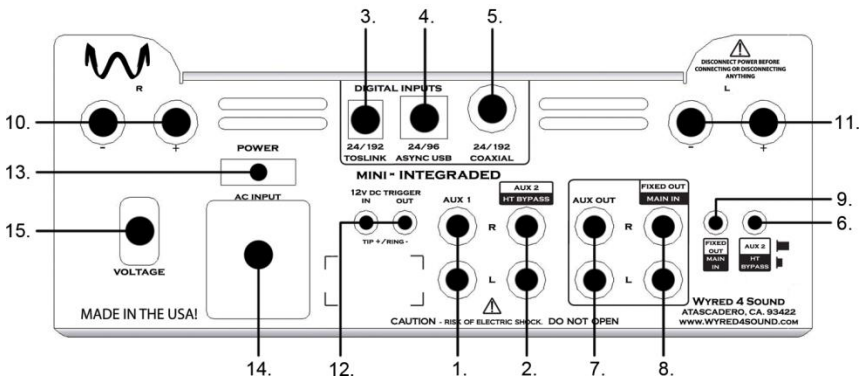 3.
4.
5.
DISCONNECT POWER BEFORE
CONNECTING OR DISCONNECTING
ANYTHING
R
L
DIGITAL INPUTS
10.
11.
- +
- +
24/192
TOSLINK
24/96
ASYNC USB
24/192
COAXIAL
POWER
13.
MINI - INTEGRADED
AC INPUT
12V DC TRIGGER
IN OUT
TIP +/RING -
AUX 1
AUX 2
HT BYPASS
AUX OUT
FIXED OUT
MAIN IN
9.
6.
15.
R
R
L
L
VOLTAGE
FIXED
OUT
MAIN
IN
AUX 2
HT
BYPASS
MADE IN THE USA!
CAUTION - RISK OF ELECTRIC SHOCK. DO NOT OPEN
WYRED 4 SOUND
ATASCADERO, CA. 93422
WWW.WYRED4SOUND.COM
14.
12.
1.
2.
7.
8.